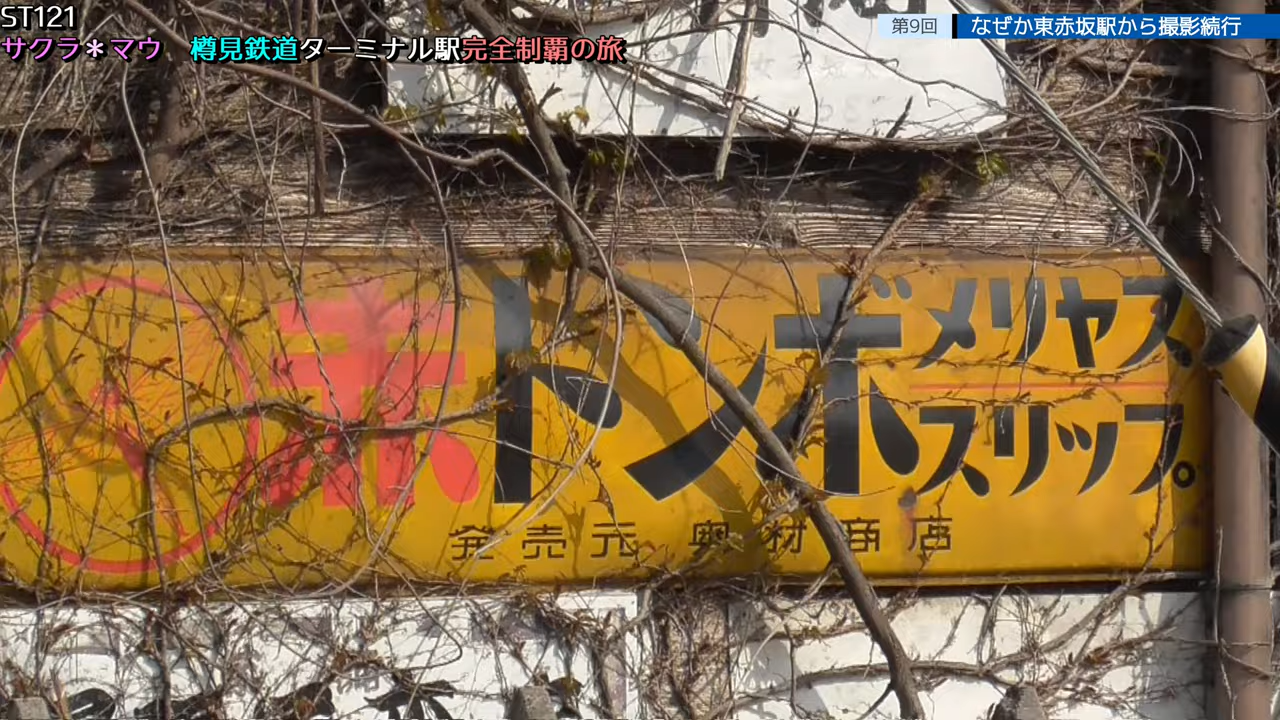 ST121
サクラ＊マウ 樽見鉄道ターミナル駅完全制覇の旅
第9回 なぜか東赤坂駅から撮影続行
赤トンボ
メリヤス
スリップ。
発売元 奥村商店